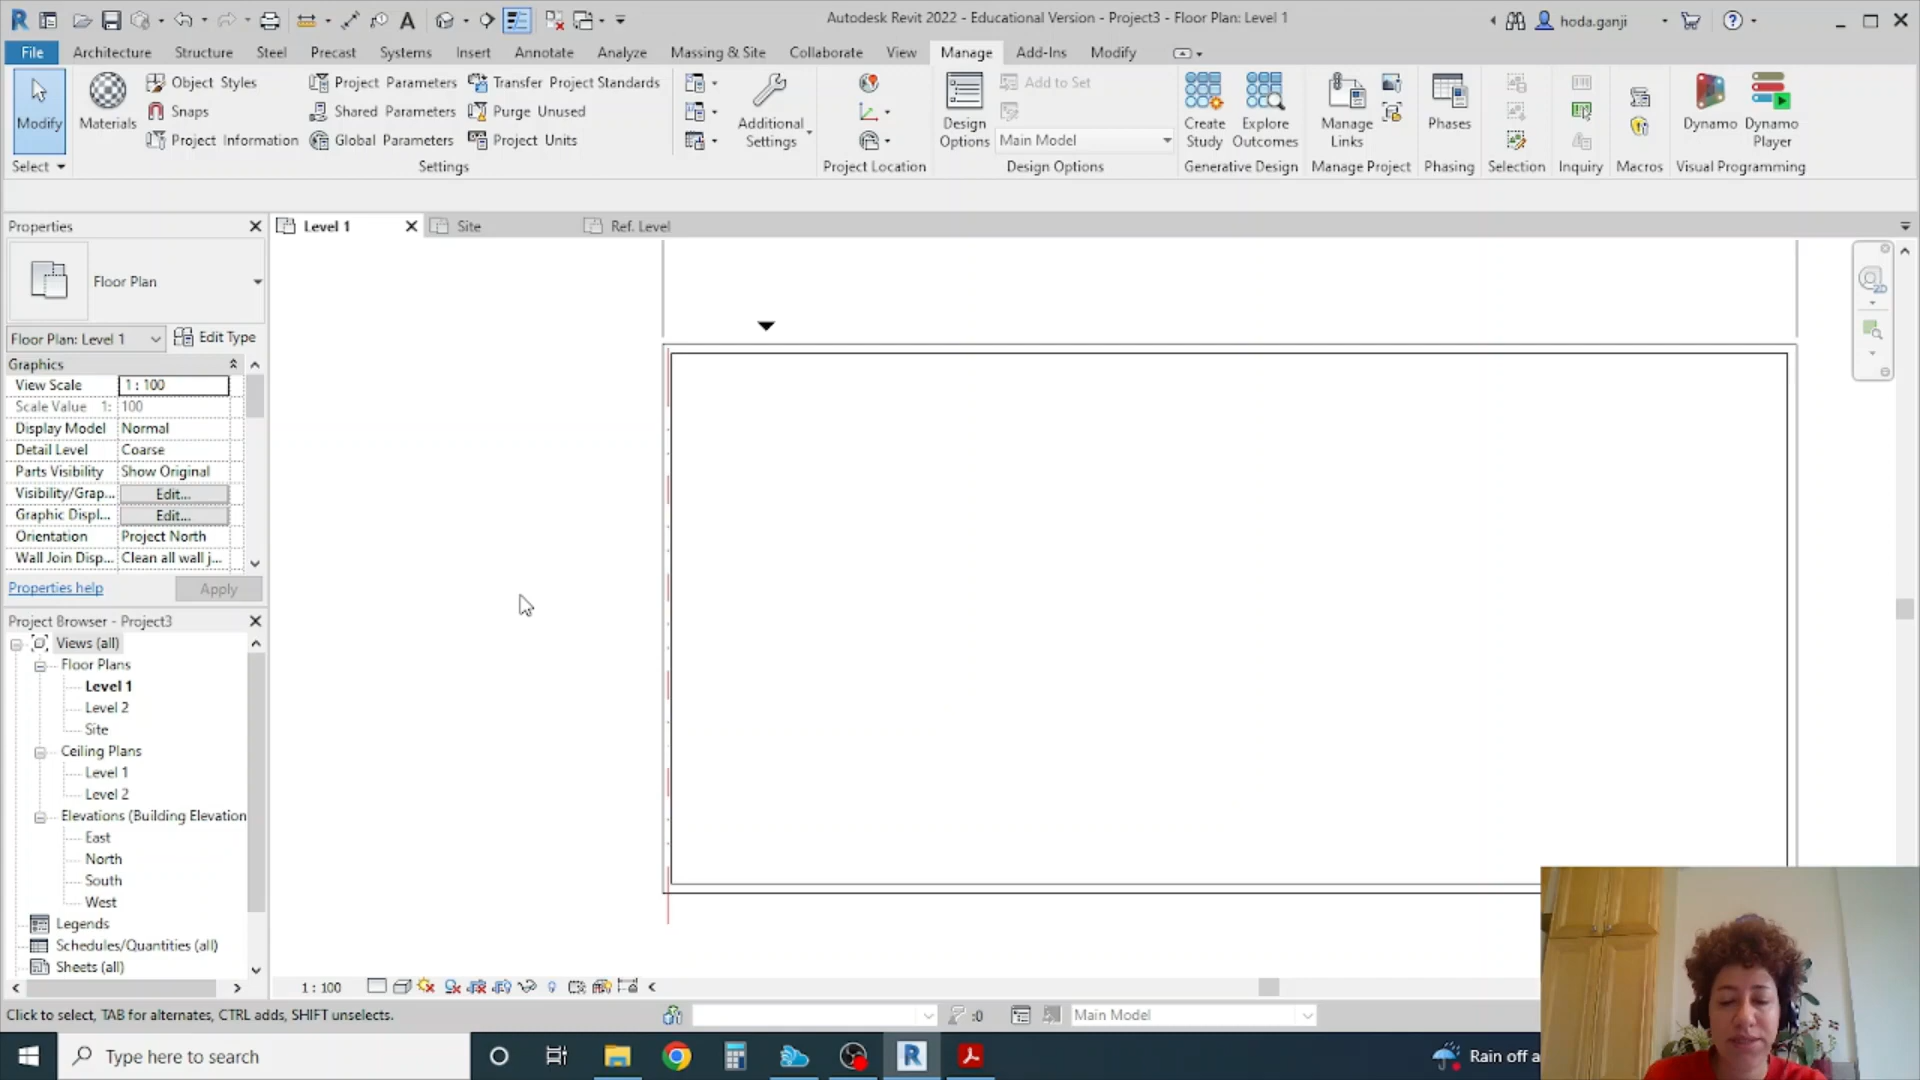 Autodesk Revit 2022 - Educational Version - Project3 - Floor Plan: Level 1
hoda.ganji
File Architecture Structure Steel Precast Systems Insert Annotate Analyze Massing & Site Collaborate View Manage Add-Ins Modify
Modify
Materials
Object Styles
Snaps
Project Information
Project Parameters
Shared Parameters
Global Parameters
Transfer Project Standards
Purge Unused
Project Units
Additional
Settings
Design
Options
Add to Set
Main Model
Create
Study
Explore
Outcomes
Manage
Links
Phases
Dynamo
Dynamo
Player
Select
Settings
Project Location
Design Options
Generative Design
Manage Project
Phasing
Selection
Inquiry
Macros
Visual Programming
Properties
Level 1
Site
Ref. Level
Floor Plan
Floor Plan: Level 1
Edit Type
Graphics
View Scale 1 : 100
Scale Value 1: 100
Display Model Normal
Detail Level Coarse
Parts Visibility Show Original
Visibility/Grap... Edit...
Graphic Displ... Edit...
Orientation Project North
Wall Join Disp... Clean all wall j...
Properties help
Apply
Project Browser - Project3
Views (all)
Floor Plans
Level 1
Level 2
Site
Ceiling Plans
Level 1
Level 2
Elevations (Building Elevation
East
North
South
West
Legends
Schedules/Quantities (all)
Sheets (all)
1 : 100
Click to select, TAB for alternates, CTRL adds, SHIFT unselects.
:0
Main Model
Type here to search
Rain off a